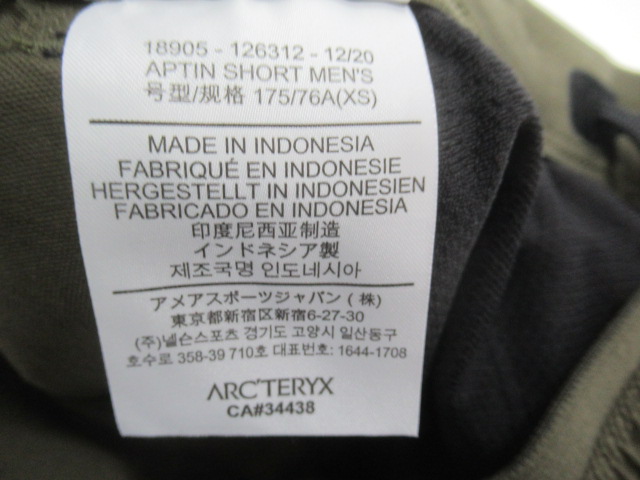 18905 - 126312 - 12/20
APTIN SHORT MEN'S
号型/规格 175/76A(XS)
MADE IN INDONESIA
FABRIQUÉ EN INDONESIE
HERGESTELLT IN INDONESIEN
FABRICADO EN INDONESIA
印度尼西亚制造
インドネシア製
제조국명 인도네시아
アメアスポーツジャパン (株)
東京都新宿区新宿6-27-30
(주)넬슨스포츠 경기도 고양시 일산동구
호수로 358-39 710호 대표번호: 1644-1708
ARC'TERYX
CA#34438